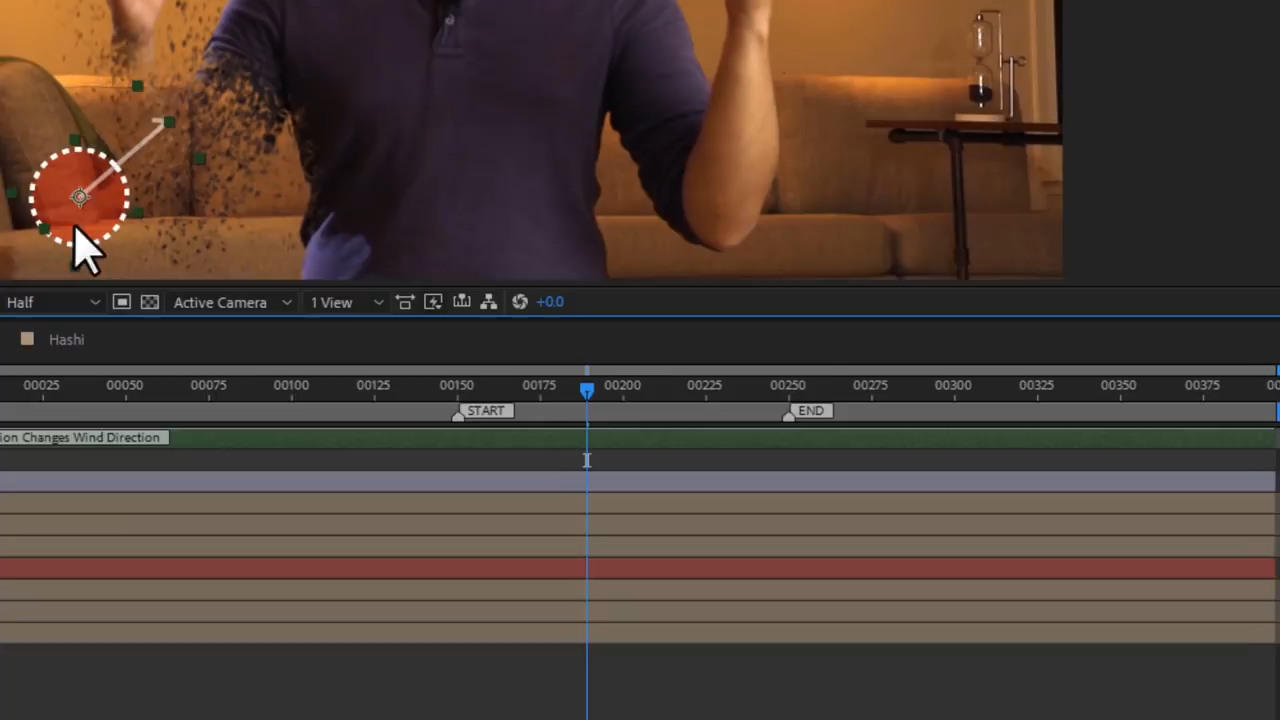 Half Active Camera 1 View +0.0
Hashi
00025 00050 00075 00100 00125 00150 00175 00200 00225 00250 00275 00300 00325 00350 00375 00
START END
ion Changes Wind Direction